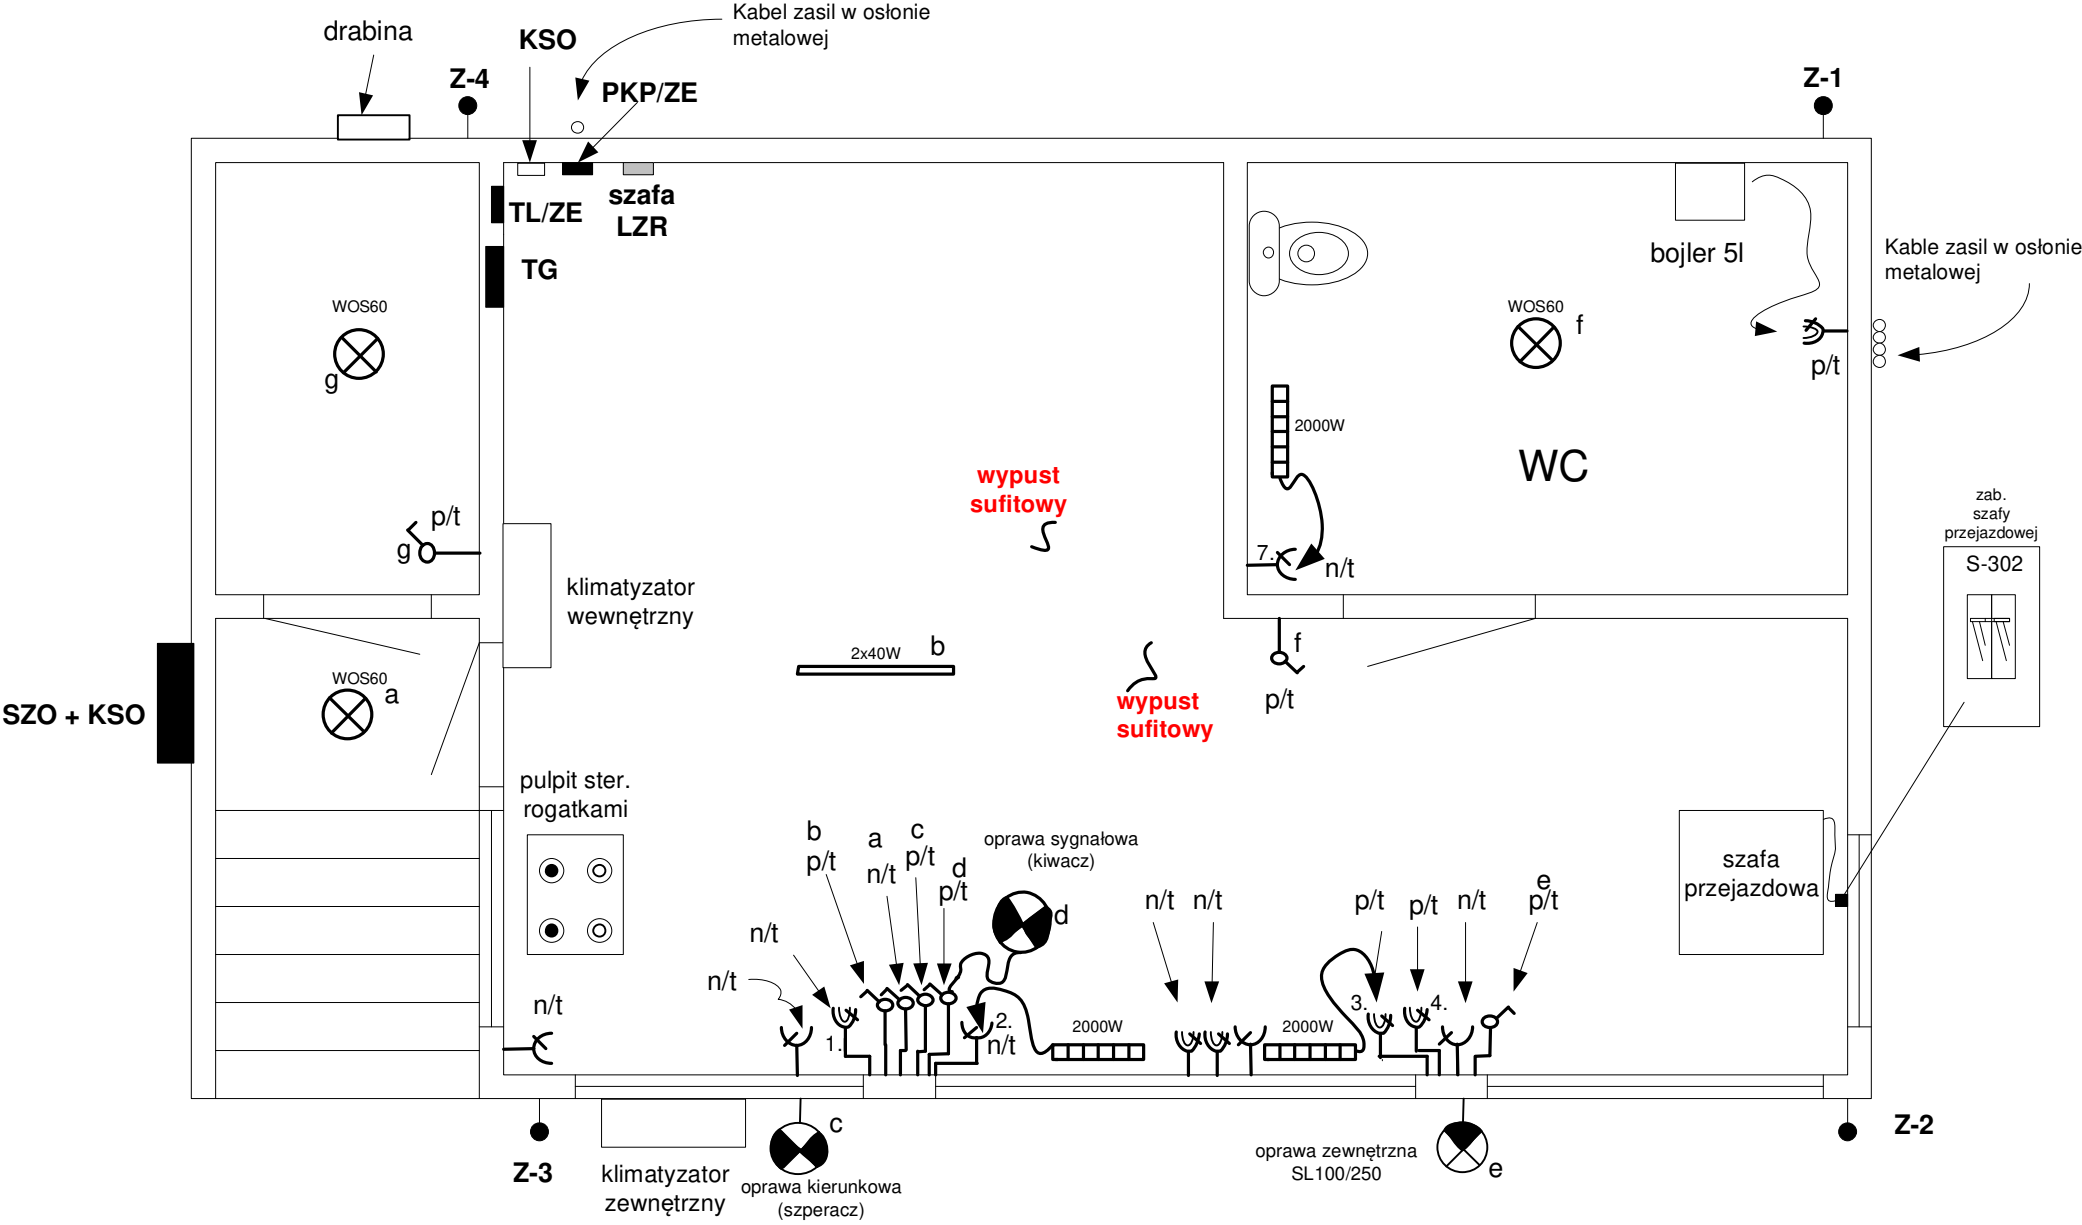 Kabel zasil w osłonie
metalowej
drabina
KSO
Z-4
PKP/ZE
Z-1
szafa
LZR
TL/ZE
TG
bojler 5l
Kable zasil w osłonie
metalowej
WOS60
g
WOS60
f
p/t
2000W
WC
wypust
sufitowy
p/t
g
7.
n/t
zab.
szafy
przejazdowej
S-302
klimatyzator
wewnętrzny
2x40W
b
f
p/t
WOS60
a
SZO + KSO
wypust
sufitowy
pulpit ster.
rogatkami
b
p/t
a
n/t
c
p/t
d
p/t
oprawa sygnałowa
(kiwacz)
d
n/t
n/t
p/t
p/t
n/t
e
p/t
szafa
przejazdowa
n/t
n/t
n/t
1.
2.
n/t
2000W
2000W
3.
4.
Z-3
klimatyzator
zewnętrzny
c
oprawa kierunkowa
(szperacz)
oprawa zewnętrzna
SL100/250
e
Z-2